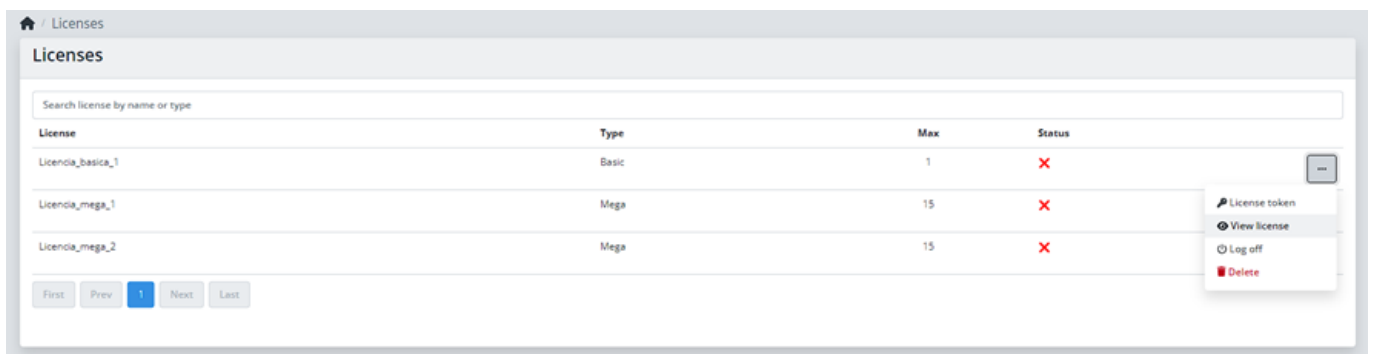 / Licenses
Licenses
Search license by name or type
License Type Max Status
Licencia_basica_1 Basic 1
Licencia_mega_1 Mega 15
License token
View license
Licencia_mega_2 Mega 15
Log off
Delete
First Prev 1 Next Last